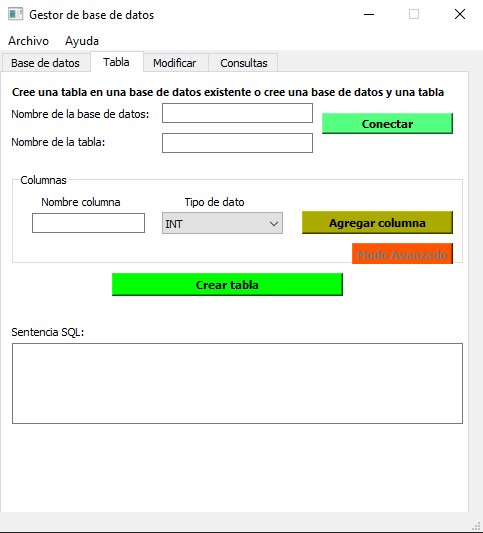 Gestor de base de datos
Archivo Ayuda
Base de datos Tabla Modificar Consultas
Cree una tabla en una base de datos existente o cree una base de datos y una tabla
Nombre de la base de datos:
Conectar
Nombre de la tabla:
Columnas
Nombre columna Tipo de dato
INT Agregar columna
Modo Avanzado
Crear tabla
Sentencia SQL: